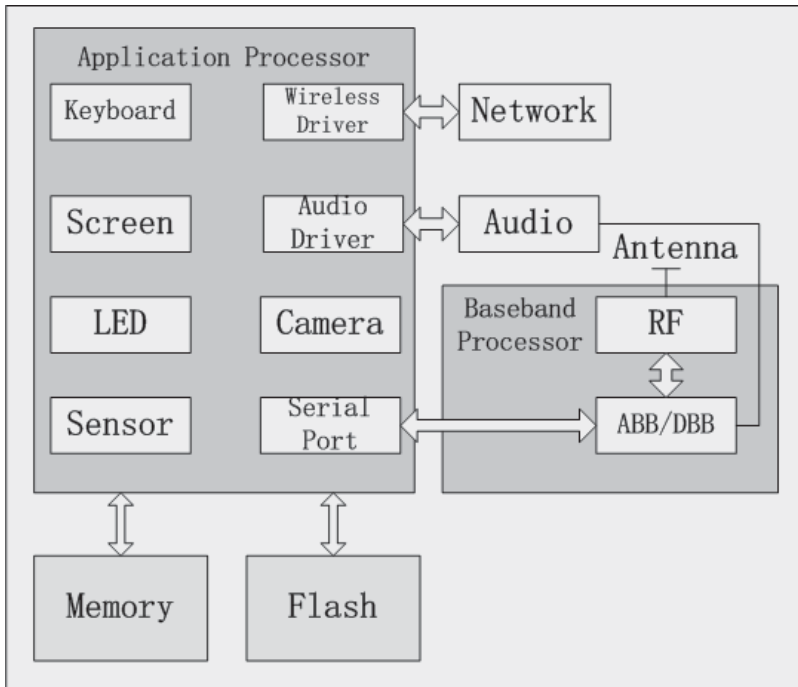 Application Processor
Keyboard
Wireless
Driver
Network
Screen
Audio
Driver
Audio
Antenna
LED
Camera
Baseband
Processor
RF
Sensor
Serial
Port
ABB/DBB
Memory
Flash